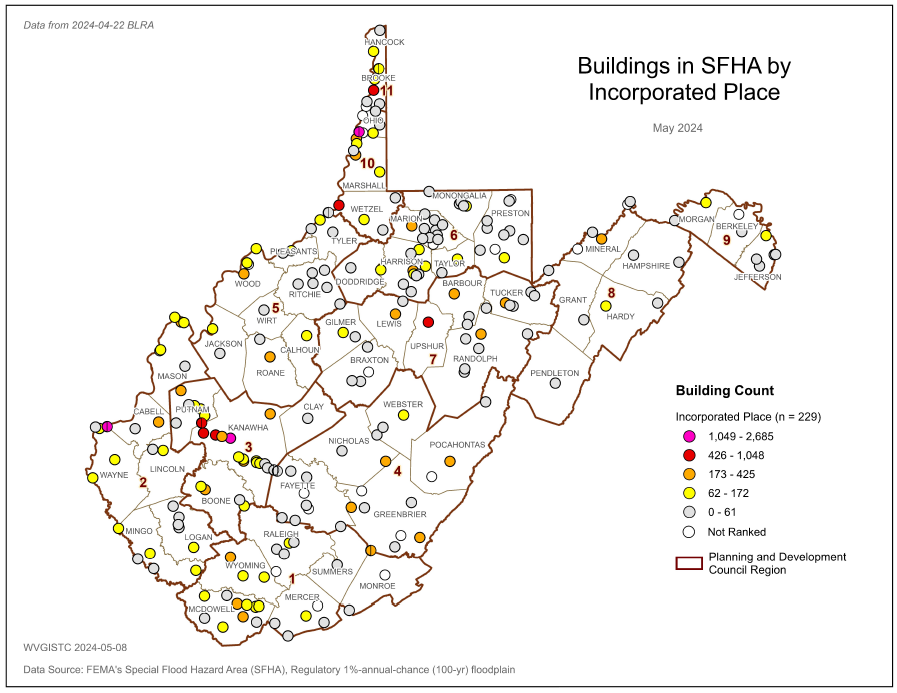 Data from 2024-04-22 BLRA
Buildings in SFHA by
Incorporated Place
May 2024
HANCOCK
BROOKE
11
OHIO
10
MARSHALL
WETZEL
MONONGALIA
MARION
PRESTON
6
TYLER
PLEASANTS
HARRISON
TAYLOR
DODDRIDGE
WOOD
RITCHIE
BARBOUR
TUCKER
MORGAN
BERKELEY
9
JEFFERSON
MINERAL
HAMPSHIRE
GRANT
8
HARDY
5
WIRT
GILMER
LEWIS
UPSHUR
7
RANDOLPH
JACKSON
CALHOUN
ROANE
BRAXTON
PENDLETON
MASON
CABELL
PUTNAM
KANAWHA
3
CLAY
WEBSTER
NICHOLAS
POCAHONTAS
4
WAYNE
LINCOLN
2
BOONE
FAYETTE
GREENBRIER
MINGO
LOGAN
RALEIGH
WYOMING
1
SUMMERS
MONROE
MCDOWELL
MERCER
Building Count
Incorporated Place (n = 229)
1,049 - 2,685
426 - 1,048
173 - 425
62 - 172
0 - 61
Not Ranked
Planning and Development
Council Region
WVGISTC 2024-05-08
Data Source: FEMA's Special Flood Hazard Area (SFHA), Regulatory 1%-annual-chance (100-yr) floodplain